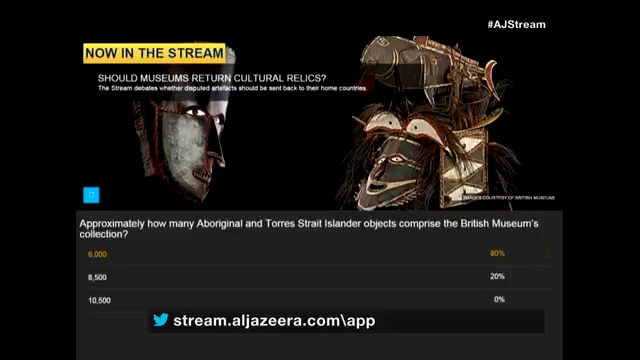 #AJStream
NOW IN THE STREAM
SHOULD MUSEUMS RETURN CULTURAL RELICS?
The Stream debates whether disputed artefacts should be sent back to their home countries.
IMAGES COURTESY OF BRITISH MUSEUM
Approximately how many Aboriginal and Torres Strait Islander objects comprise the British Museum's
collection?
6,000 80%
8,500 20%
10,500 0%
stream.aljazeera.com\app